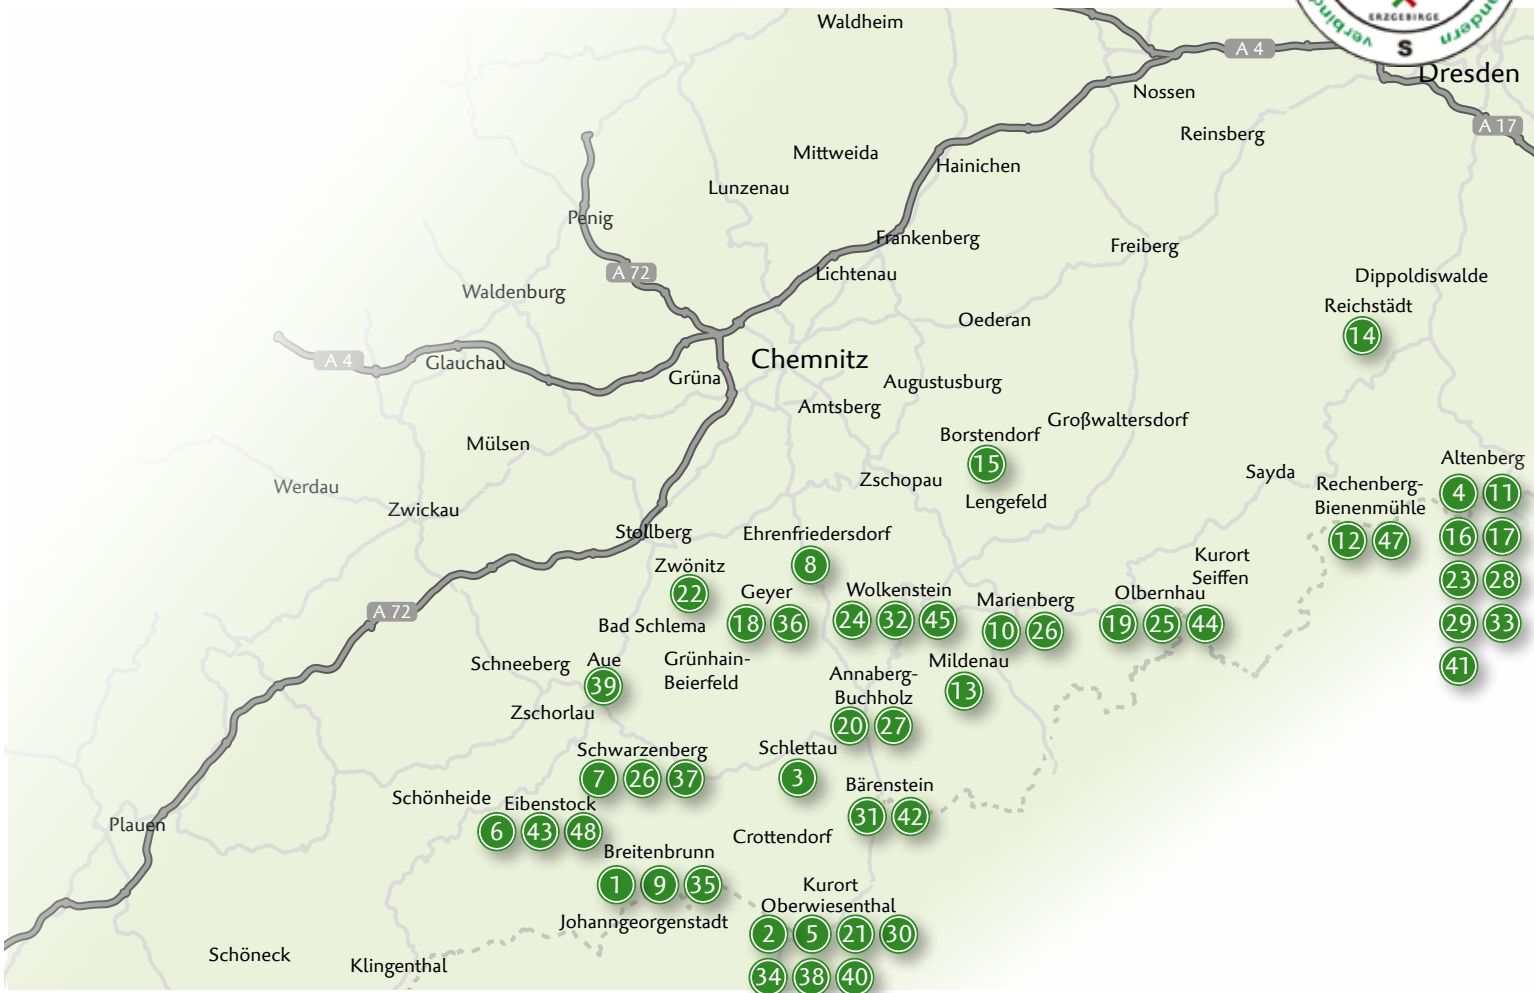 ERZGEBIRGE
verbind
S
andern
Waldheim
A 4
Dresden
Nossen
A 17
Reinsberg
Mittweida
Hainichen
Lunzenau
Penig
Frankenberg
Freiberg
A 72
Lichtenau
Dippoldiswalde
Waldenburg
Reichstädt
14
Oederan
A 4
Glauchau
Chemnitz
Grüna
Augustusburg
Amtsberg
Großwaltersdorf
Borstendorf
15
Mülsen
Altenberg
4 11
16 17
23 28
29 33
41
Zschopau
Sayda
Rechenberg-
Bienenmühle
12 47
Werdau
Lengefeld
Zwickau
Stollberg
Ehrenfriedersdorf
8
Kurort
Seiffen
Zwönitz
22
Geyer
18 36
Wolkenstein
24 32 45
Marienberg
10 26
Olbernhau
19 25 44
A 72
Bad Schlema
Schneeberg
Aue
39
Grünhain-
Beierfeld
Mildenau
13
Annaberg-
Buchholz
20 27
Zschorlau
Schwarzenberg
7 26 37
Schlettau
3
Bärenstein
31 42
Schönheide
Eibenstock
6 43 48
Plauen
Crottendorf
Breitenbrunn
1 9 35
Kurort
Oberwiesenthal
2 5 21 30
34 38 40
Johanngeorgenstadt
Schöneck
Klingenthal